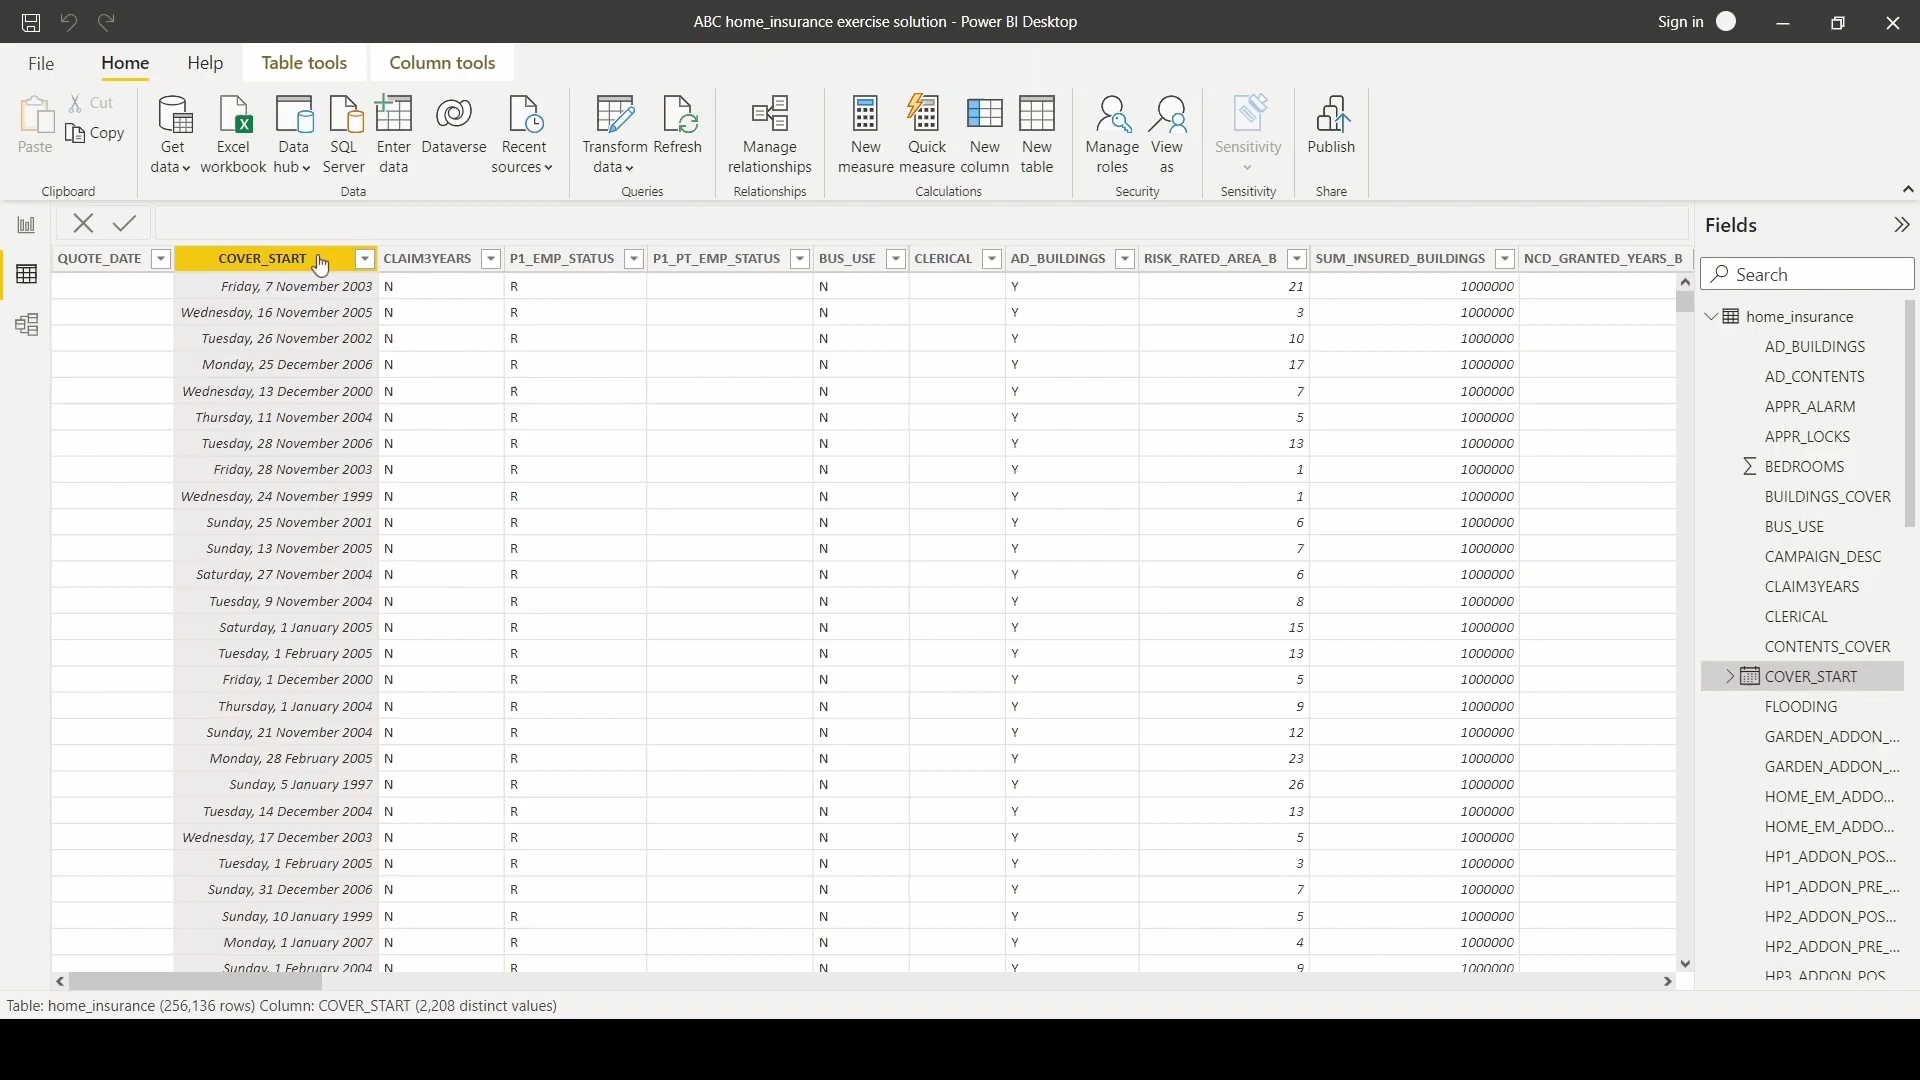 ABC home_insurance exercise solution - Power BI Desktop
Sign in
File Home Help Table tools Column tools
Paste
Cut
Copy
Clipboard
Get data
Excel workbook
Data hub
SQL Server
Enter data
Dataverse
Recent sources
Data
Transform data
Refresh
Queries
Manage relationships
Relationships
New measure
Quick measure
New column
New table
Calculations
Manage roles
View as
Security
Sensitivity
Sensitivity
Publish
Share
QUOTE_DATE COVER_START CLAIM3YEARS P1_EMP_STATUS P1_PT_EMP_STATUS BUS_USE CLERICAL AD_BUILDINGS RISK_RATED_AREA_B SUM_INSURED_BUILDINGS NCD_GRANTED_YEARS_B
Friday, 7 November 2003 N R N Y 21 1000000
Wednesday, 16 November 2005 N R N Y 3 1000000
Tuesday, 26 November 2002 N R N Y 10 1000000
Monday, 25 December 2006 N R N Y 17 1000000
Wednesday, 13 December 2000 N R N Y 7 1000000
Thursday, 11 November 2004 N R N Y 5 1000000
Tuesday, 28 November 2006 N R N Y 13 1000000
Friday, 28 November 2003 N R N Y 1 1000000
Wednesday, 24 November 1999 N R N Y 1 1000000
Sunday, 25 November 2001 N R N Y 6 1000000
Sunday, 13 November 2005 N R N Y 7 1000000
Saturday, 27 November 2004 N R N Y 6 1000000
Tuesday, 9 November 2004 N R N Y 8 1000000
Saturday, 1 January 2005 N R N Y 15 1000000
Tuesday, 1 February 2005 N R N Y 13 1000000
Friday, 1 December 2000 N R N Y 5 1000000
Thursday, 1 January 2004 N R N Y 9 1000000
Sunday, 21 November 2004 N R N Y 12 1000000
Monday, 28 February 2005 N R N Y 23 1000000
Sunday, 5 January 1997 N R N Y 26 1000000
Tuesday, 14 December 2004 N R N Y 13 1000000
Wednesday, 17 December 2003 N R N Y 5 1000000
Tuesday, 1 February 2005 N R N Y 3 1000000
Sunday, 31 December 2006 N R N Y 7 1000000
Sunday, 10 January 1999 N R N Y 5 1000000
Monday, 1 January 2007 N R N Y 4 1000000
Sunday, 1 February 2004 N R N Y 9 1000000
Fields
Search
home_insurance
AD_BUILDINGS
AD_CONTENTS
APPR_ALARM
APPR_LOCKS
BEDROOMS
BUILDINGS_COVER
BUS_USE
CAMPAIGN_DESC
CLAIM3YEARS
CLERICAL
CONTENTS_COVER
COVER_START
FLOODING
GARDEN_ADDON_...
GARDEN_ADDON_...
HOME_EM_ADDO...
HOME_EM_ADDO...
HP1_ADDON_POS...
HP1_ADDON_PRE_...
HP2_ADDON_POS...
HP2_ADDON_PRE_...
HP3_ADDON_POS
Table: home_insurance (256,136 rows) Column: COVER_START (2,208 distinct values)